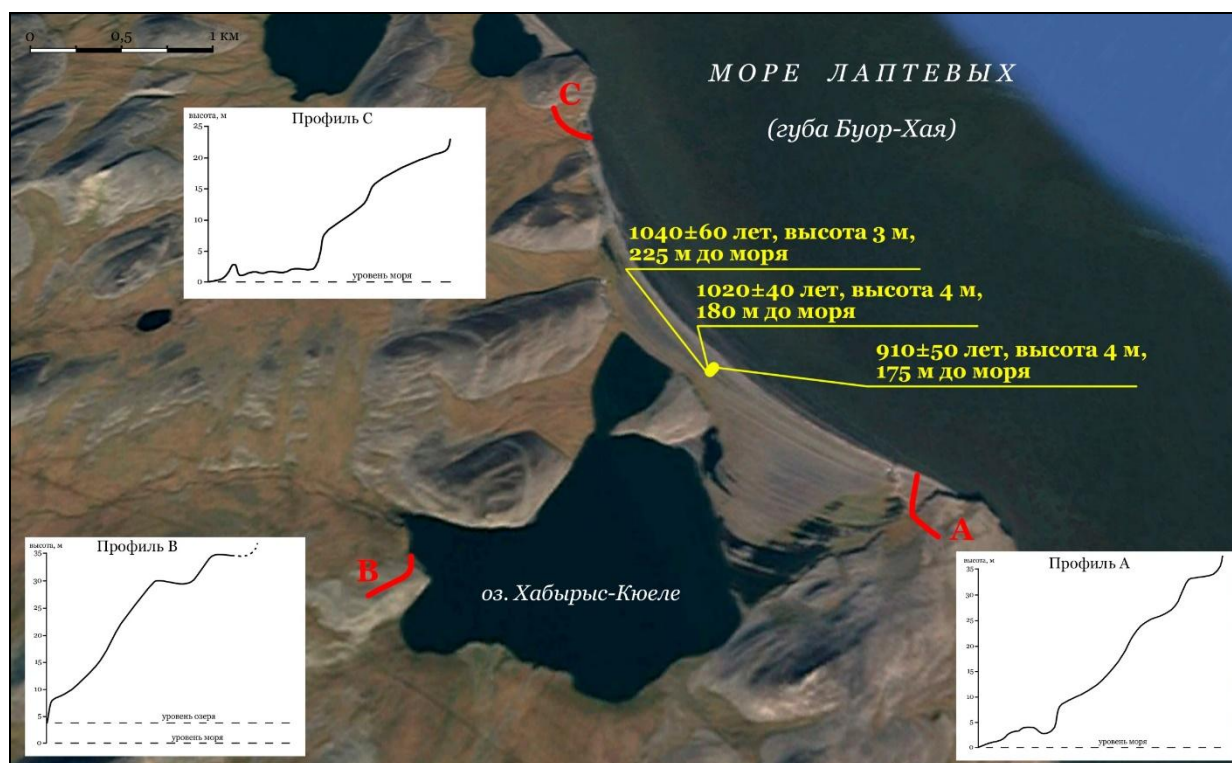 0 0,5 1 км
МОРЕ ЛАПТЕВЫХ
(губа Буор-Хая)
C
высота, м
Профиль C
25
20
15
10
5
0
уровень моря
1040±60 лет, высота 3 м,
225 м до моря
1020±40 лет, высота 4 м,
180 м до моря
910±50 лет, высота 4 м,
175 м до моря
A
B
оз. Хабырыс-Кюеле
высота, м
Профиль B
35
30
25
20
15
10
5
0
уровень озера
уровень моря
высота, м
Профиль A
35
30
25
20
15
10
5
0
уровень моря